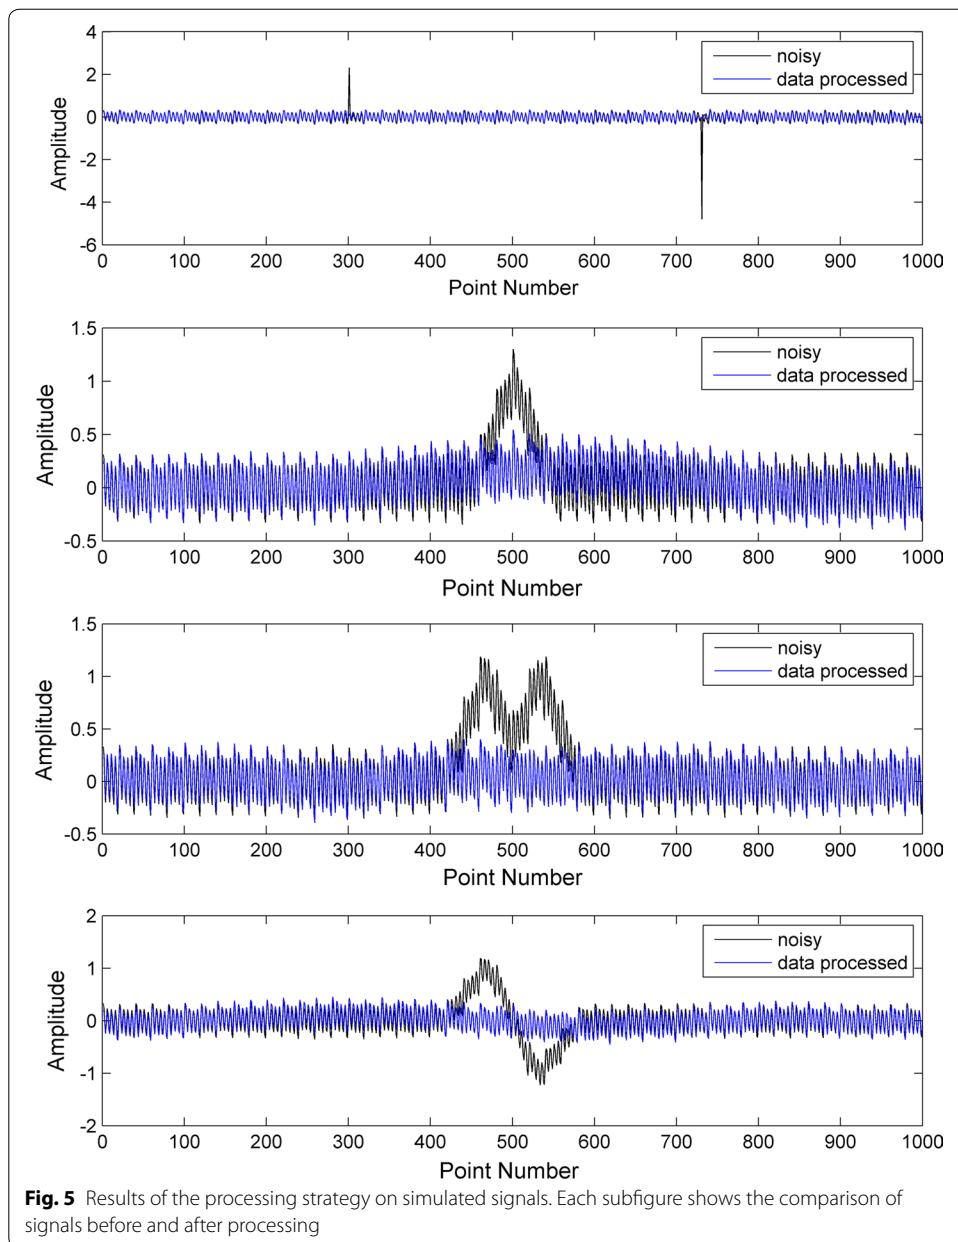 4
2
0
-2
-4
-6
Amplitude
noisy
data processed
0 100 200 300 400 500 600 700 800 900 1000
Point Number
1.5
1
0.5
0
-0.5
Amplitude
noisy
data processed
0 100 200 300 400 500 600 700 800 900 1000
Point Number
1.5
1
0.5
0
-0.5
Amplitude
noisy
data processed
0 100 200 300 400 500 600 700 800 900 1000
Point Number
2
1
0
-1
-2
Amplitude
noisy
data processed
0 100 200 300 400 500 600 700 800 900 1000
Point Number
Fig. 5 Results of the processing strategy on simulated signals. Each subfigure shows the comparison of
signals before and after processing